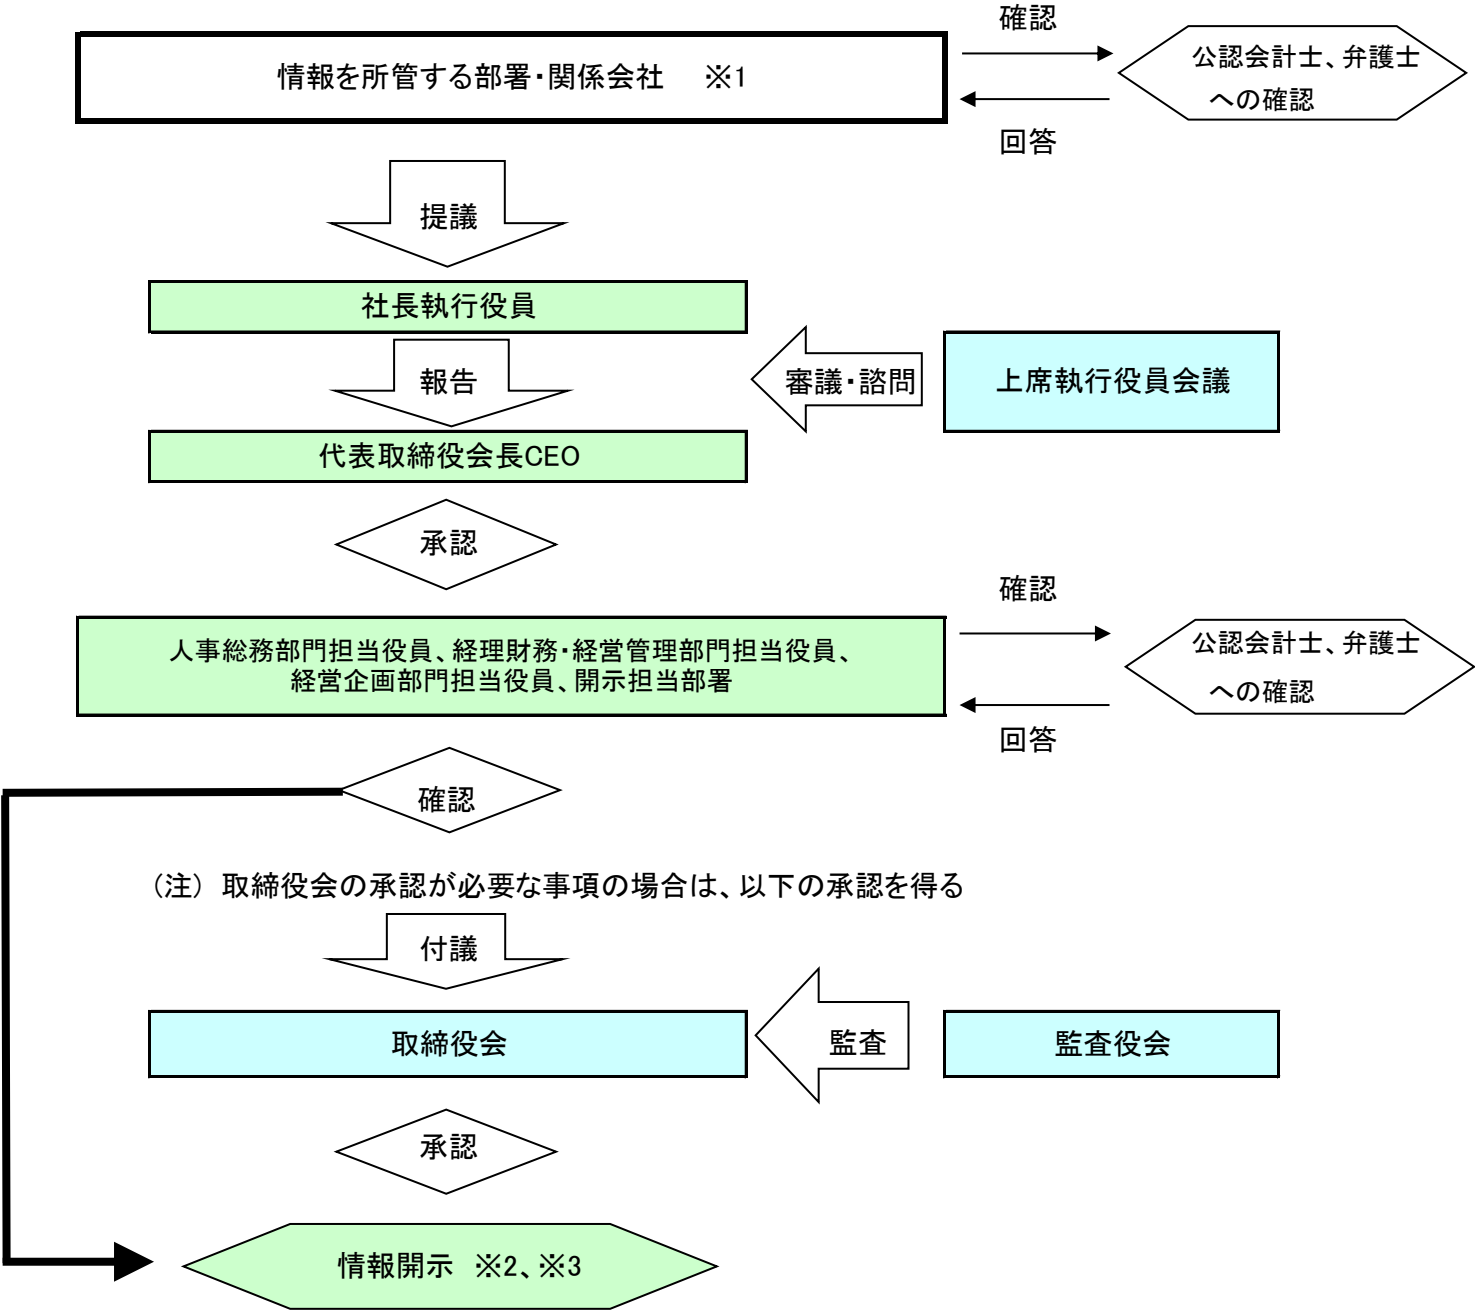 確認
情報を所管する部署・関係会社　※1
公認会計士、弁護士
への確認
回答
提議
社長執行役員
報告
審議・諮問
上席執行役員会議
代表取締役会長CEO
承認
確認
人事総務部門担当役員、経理財務・経営管理部門担当役員、
経営企画部門担当役員、開示担当部署
公認会計士、弁護士
への確認
回答
確認
（注） 取締役会の承認が必要な事項の場合は、以下の承認を得る
付議
取締役会
監査
監査役会
承認
情報開示　※2、※3